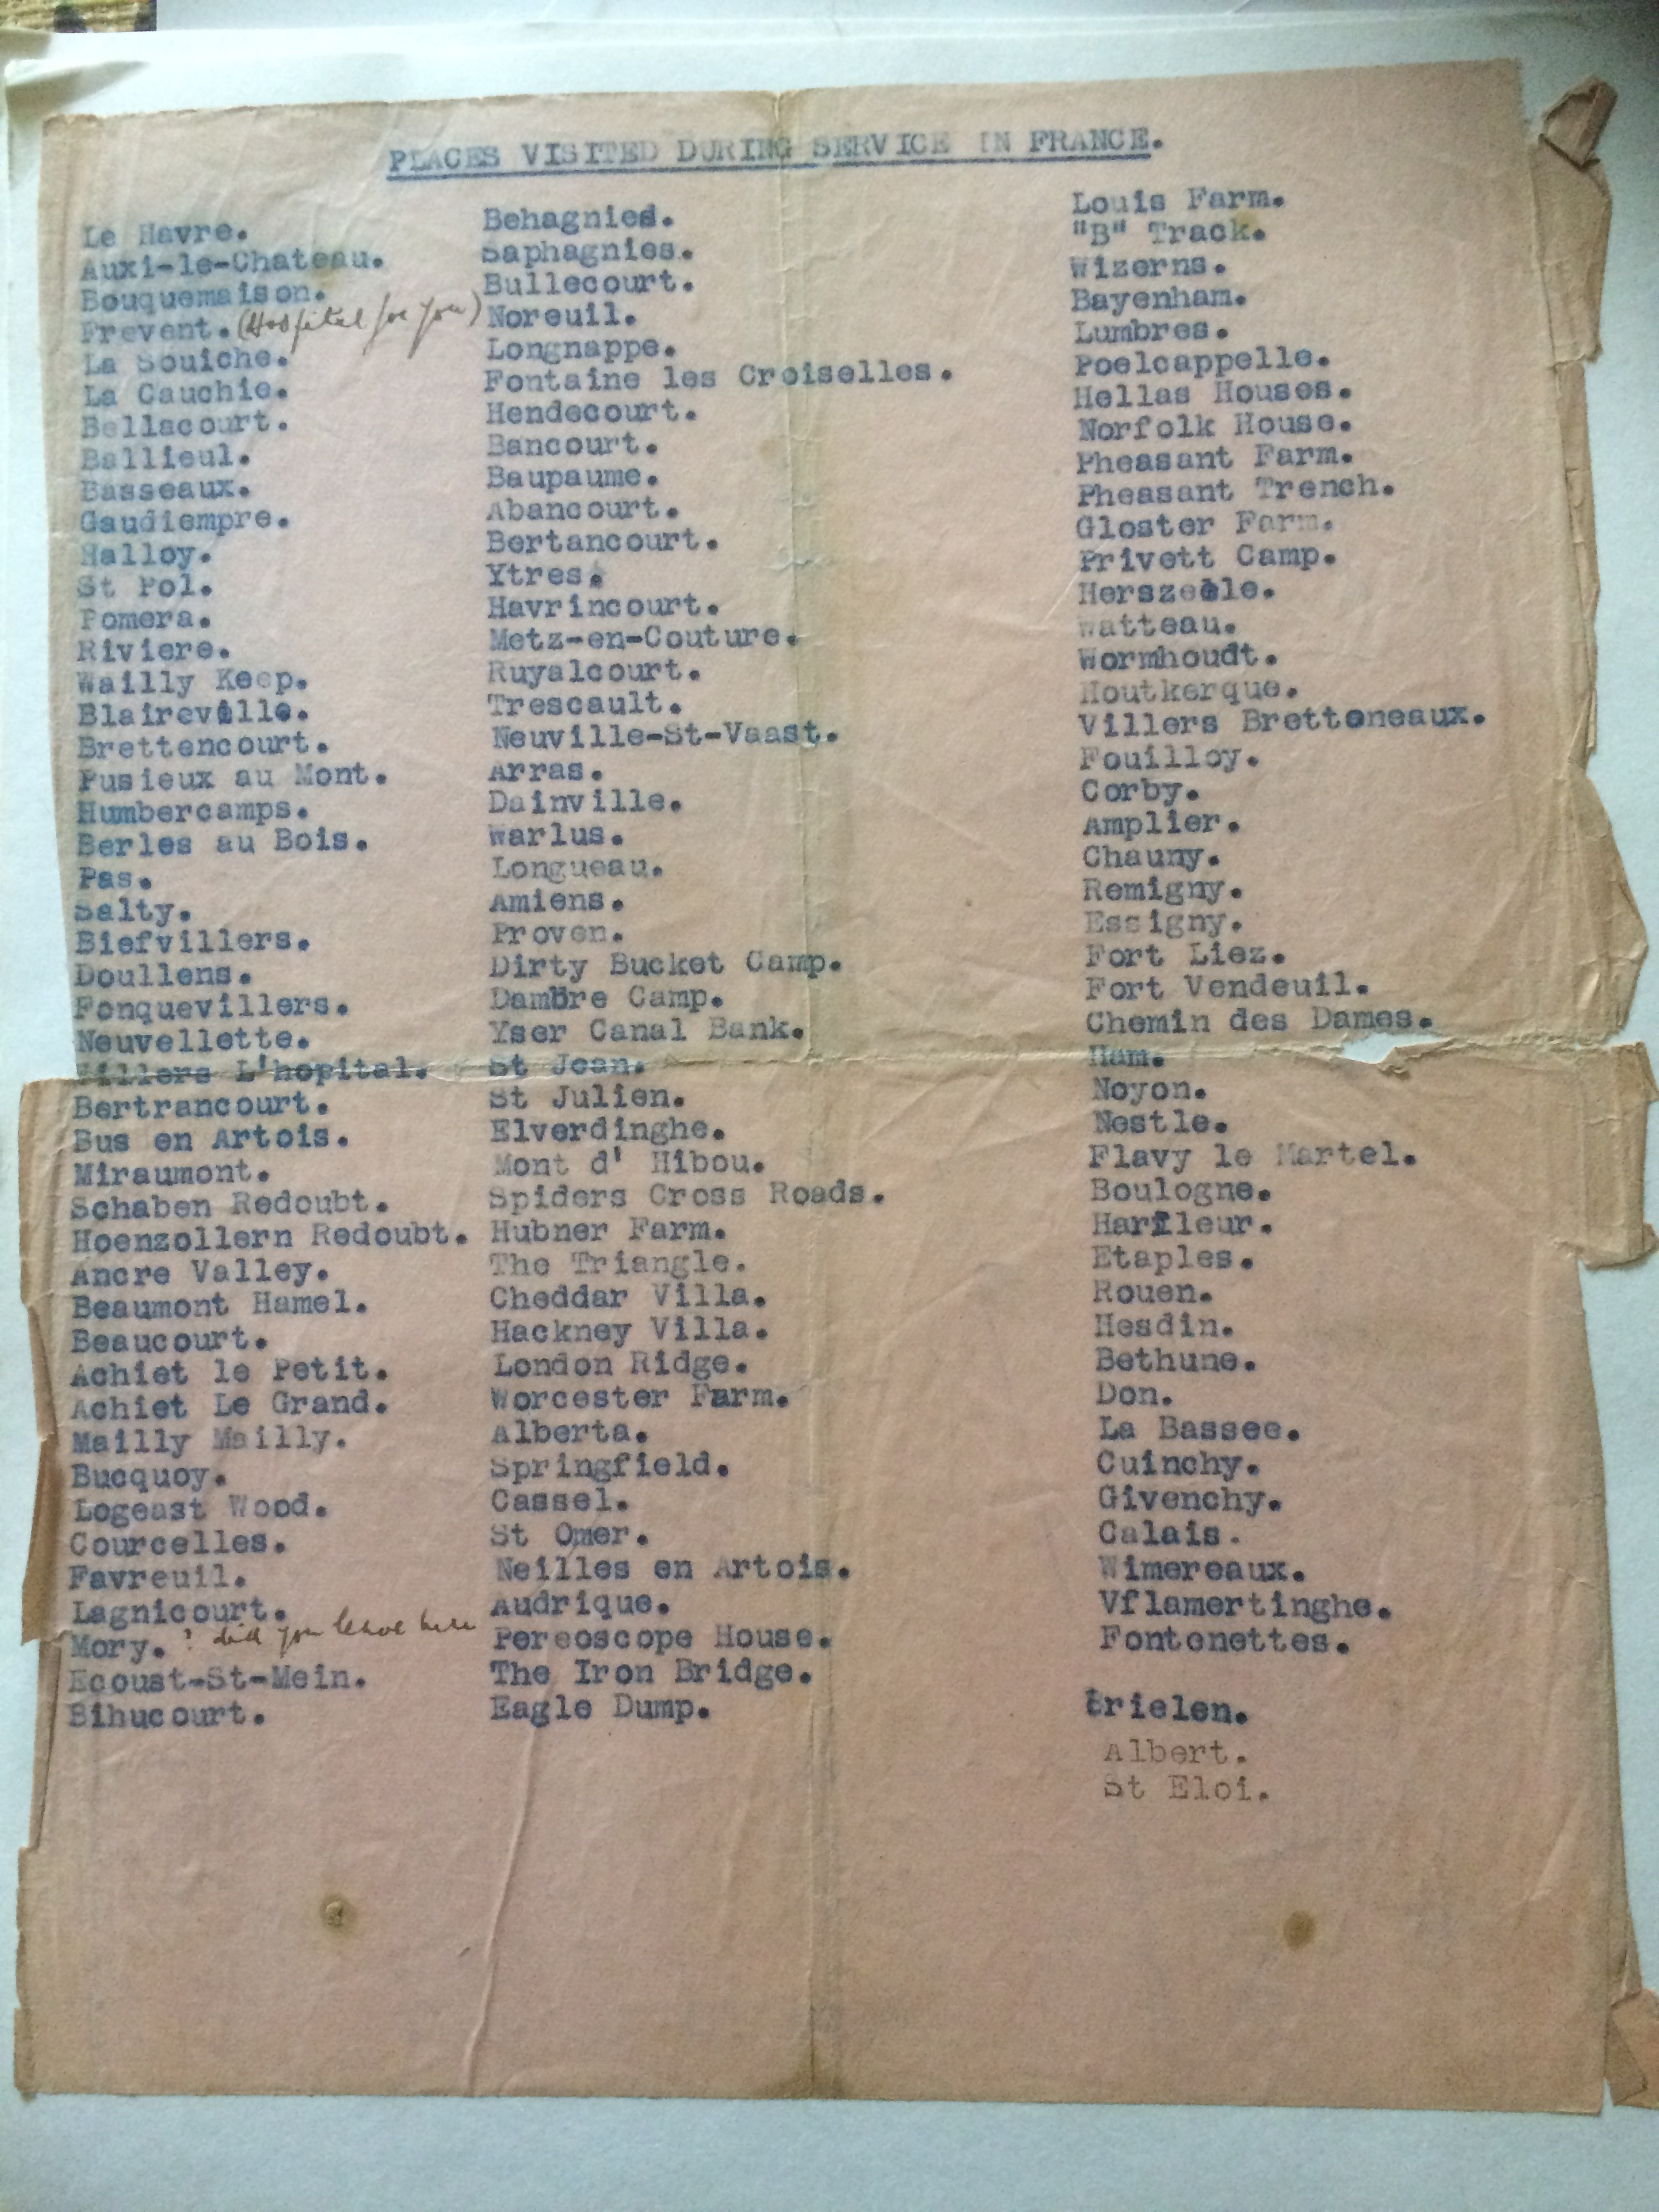 PLACES VISITED DURING SERVICE IN FRANCE.
Le Havre.
Auxi-le-Chateau.
Bouquemaison.
Frevent. (Hospital for you)
La Souiche.
La Cauchie.
Bellacourt.
Ballieul.
Basseaux.
Gaudiempre.
Halloy.
St Pol.
Pomera.
Riviere.
Wailly Keep.
Blaireville.
Brettencourt.
Pusieux au Mont.
Humbercamps.
Berles au Bois.
Pas.
Salty.
Biefvillers.
Doullens.
Fonquevillers.
Neuvellette.
Villers L'hopital.
Bertrancourt.
Bus en Artois.
Miraumont.
Schaben Redoubt.
Hoenzollern Redoubt.
Ancre Valley.
Beaumont Hamel.
Beaucourt.
Achiet le Petit.
Achiet Le Grand.
Mailly Mailly.
Bucquoy.
Logeast Wood.
Courcelles.
Favreuil.
Lagnicourt.
Mory. ? did you leave here
Ecoust-St-Mein.
Bihucourt.
Behagnies.
Saphagnies.
Bullecourt.
Noreuil.
Longnappe.
Fontaine les Croiselles.
Hendecourt.
Bancourt.
Baupaume.
Abancourt.
Bertancourt.
Ytres.
Havrincourt.
Metz-en-Couture.
Ruyalcourt.
Trescault.
Neuville-St-Vaast.
Arras.
Dainville.
Warlus.
Longueau.
Amiens.
Proven.
Dirty Bucket Camp.
Dambre Camp.
Yser Canal Bank.
St Jean.
St Julien.
Elverdinghe.
Mont d' Hibou.
Spiders Cross Roads.
Hubner Farm.
The Triangle.
Cheddar Villa.
Hackney Villa.
London Ridge.
Worcester Farm.
Alberta.
Springfield.
Cassel.
St Omer.
Neilles en Artois.
Audrique.
Pereoscope House.
The Iron Bridge.
Eagle Dump.
Louis Farm.
"B" Track.
Wizerns.
Bayenham.
Lumbres.
Poelcappelle.
Hellas Houses.
Norfolk House.
Pheasant Farm.
Pheasant Trench.
Gloster Farm.
Privett Camp.
Herszeele.
Watteau.
Wormhoudt.
Houtkerque.
Villers Brettoneaux.
Fouilloy.
Corby.
Amplier.
Chauny.
Remigny.
Essigny.
Fort Liez.
Fort Vendeuil.
Chemin des Dames.
Ham.
Noyon.
Nestle.
Flavy le Martel.
Boulogne.
Harfleur.
Etaples.
Rouen.
Hesdin.
Bethune.
Don.
La Bassee.
Cuinchy.
Givenchy.
Calais.
Wimereaux.
Vflamertinghe.
Fontenettes.
Brielen.
Albert.
St Eloi.